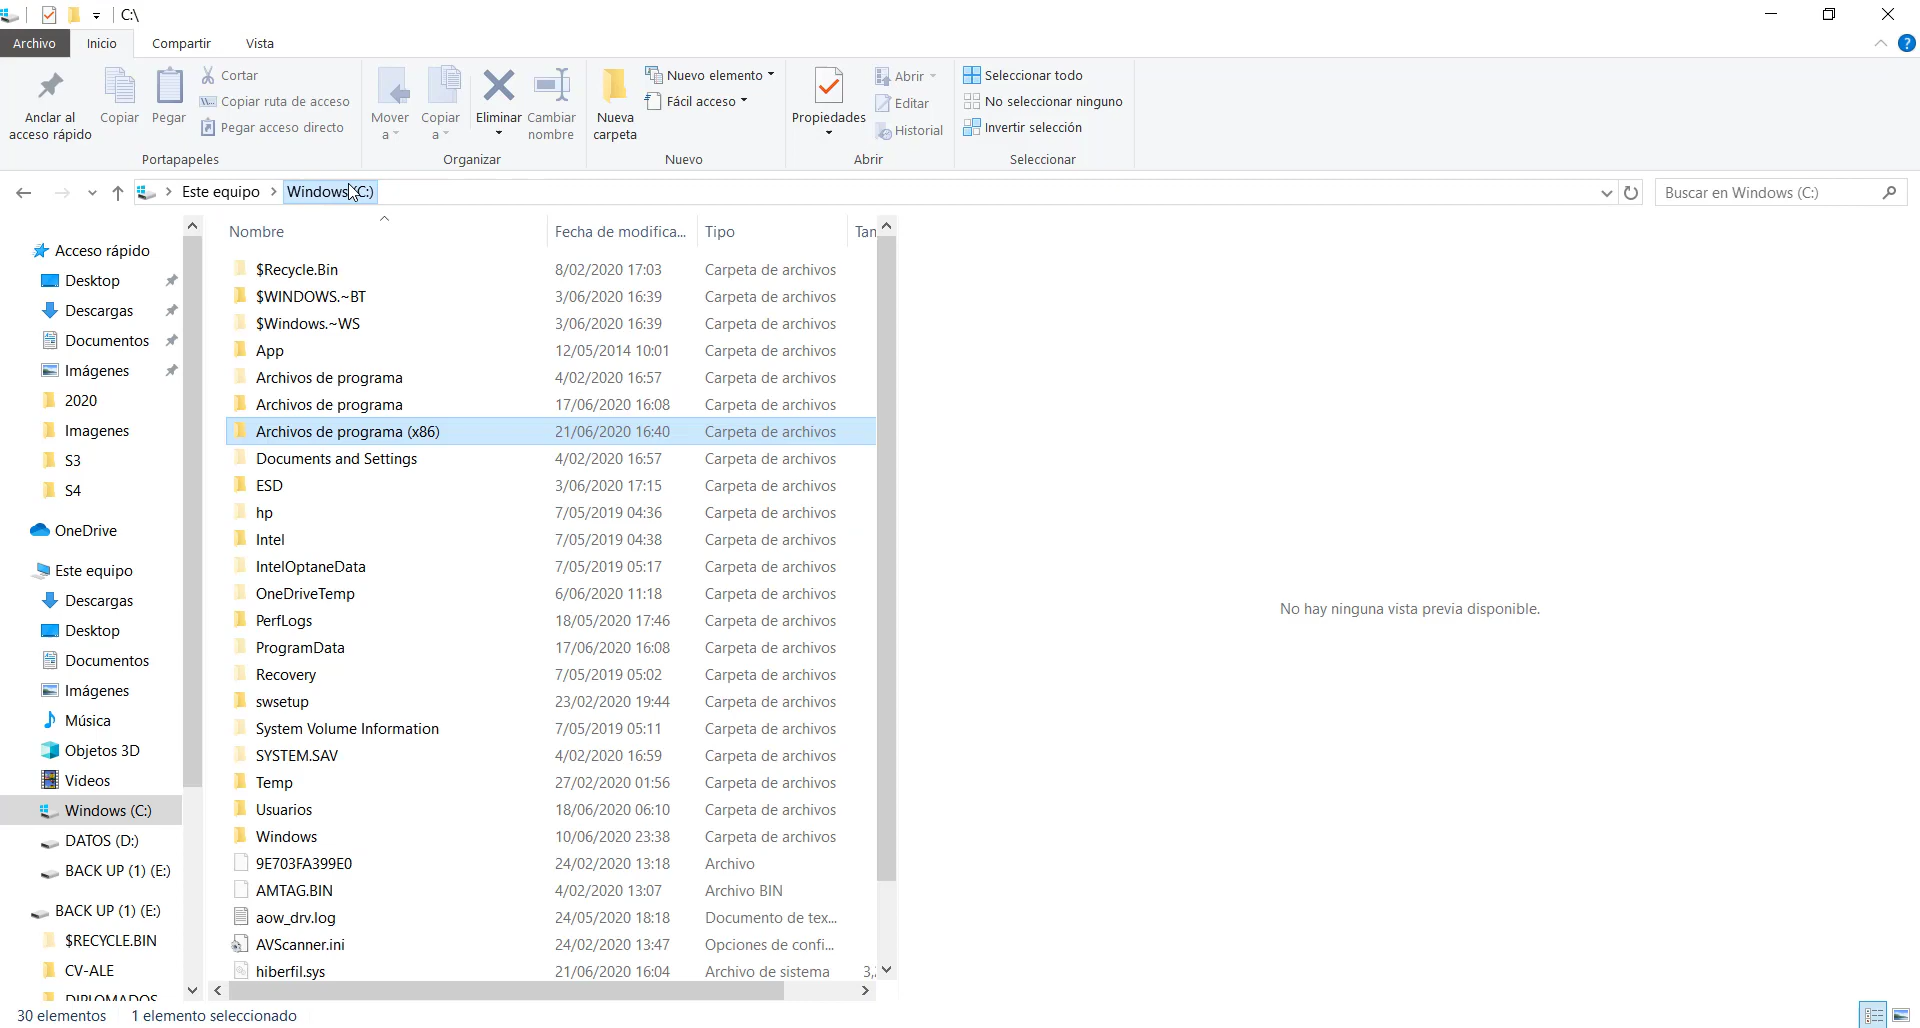 C:\
Archivo Inicio Compartir Vista
Anclar al acceso rápido
Copiar
Pegar
Cortar
Copiar ruta de acceso
Pegar acceso directo
Portapapeles
Mover a
Copiar a
Eliminar
Cambiar nombre
Organizar
Nueva carpeta
Nuevo elemento
Fácil acceso
Nuevo
Propiedades
Abrir
Editar
Historial
Abrir
Seleccionar todo
No seleccionar ninguno
Invertir selección
Seleccionar
Este equipo Windows (C:)
Buscar en Windows (C:)
Acceso rápido
Desktop
Descargas
Documentos
Imágenes
2020
Imagenes
S3
S4
OneDrive
Este equipo
Descargas
Desktop
Documentos
Imágenes
Música
Objetos 3D
Videos
Windows (C:)
DATOS (D:)
BACK UP (1) (E:)
BACK UP (1) (E:)
$RECYCLE.BIN
CV-ALE
DIPLOMADOS
Nombre Fecha de modifica... Tipo Tam
$Recycle.Bin 8/02/2020 17:03 Carpeta de archivos
$WINDOWS.~BT 3/06/2020 16:39 Carpeta de archivos
$Windows.~WS 3/06/2020 16:39 Carpeta de archivos
App 12/05/2014 10:01 Carpeta de archivos
Archivos de programa 4/02/2020 16:57 Carpeta de archivos
Archivos de programa 17/06/2020 16:08 Carpeta de archivos
Archivos de programa (x86) 21/06/2020 16:40 Carpeta de archivos
Documents and Settings 4/02/2020 16:57 Carpeta de archivos
ESD 3/06/2020 17:15 Carpeta de archivos
hp 7/05/2019 04:36 Carpeta de archivos
Intel 7/05/2019 04:38 Carpeta de archivos
IntelOptaneData 7/05/2019 05:17 Carpeta de archivos
OneDriveTemp 6/06/2020 11:18 Carpeta de archivos
PerfLogs 18/05/2020 17:46 Carpeta de archivos
ProgramData 17/06/2020 16:08 Carpeta de archivos
Recovery 7/05/2019 05:02 Carpeta de archivos
swsetup 23/02/2020 19:44 Carpeta de archivos
System Volume Information 7/05/2019 05:11 Carpeta de archivos
SYSTEM.SAV 4/02/2020 16:59 Carpeta de archivos
Temp 27/02/2020 01:56 Carpeta de archivos
Usuarios 18/06/2020 06:10 Carpeta de archivos
Windows 10/06/2020 23:38 Carpeta de archivos
9E703FA399E0 24/02/2020 13:18 Archivo
AMTAG.BIN 4/02/2020 13:07 Archivo BIN
aow_drv.log 24/05/2020 18:18 Documento de tex...
AVScanner.ini 24/02/2020 13:47 Opciones de confi...
hiberfil.sys 21/06/2020 16:04 Archivo de sistema 3,
No hay ninguna vista previa disponible.
30 elementos 1 elemento seleccionado